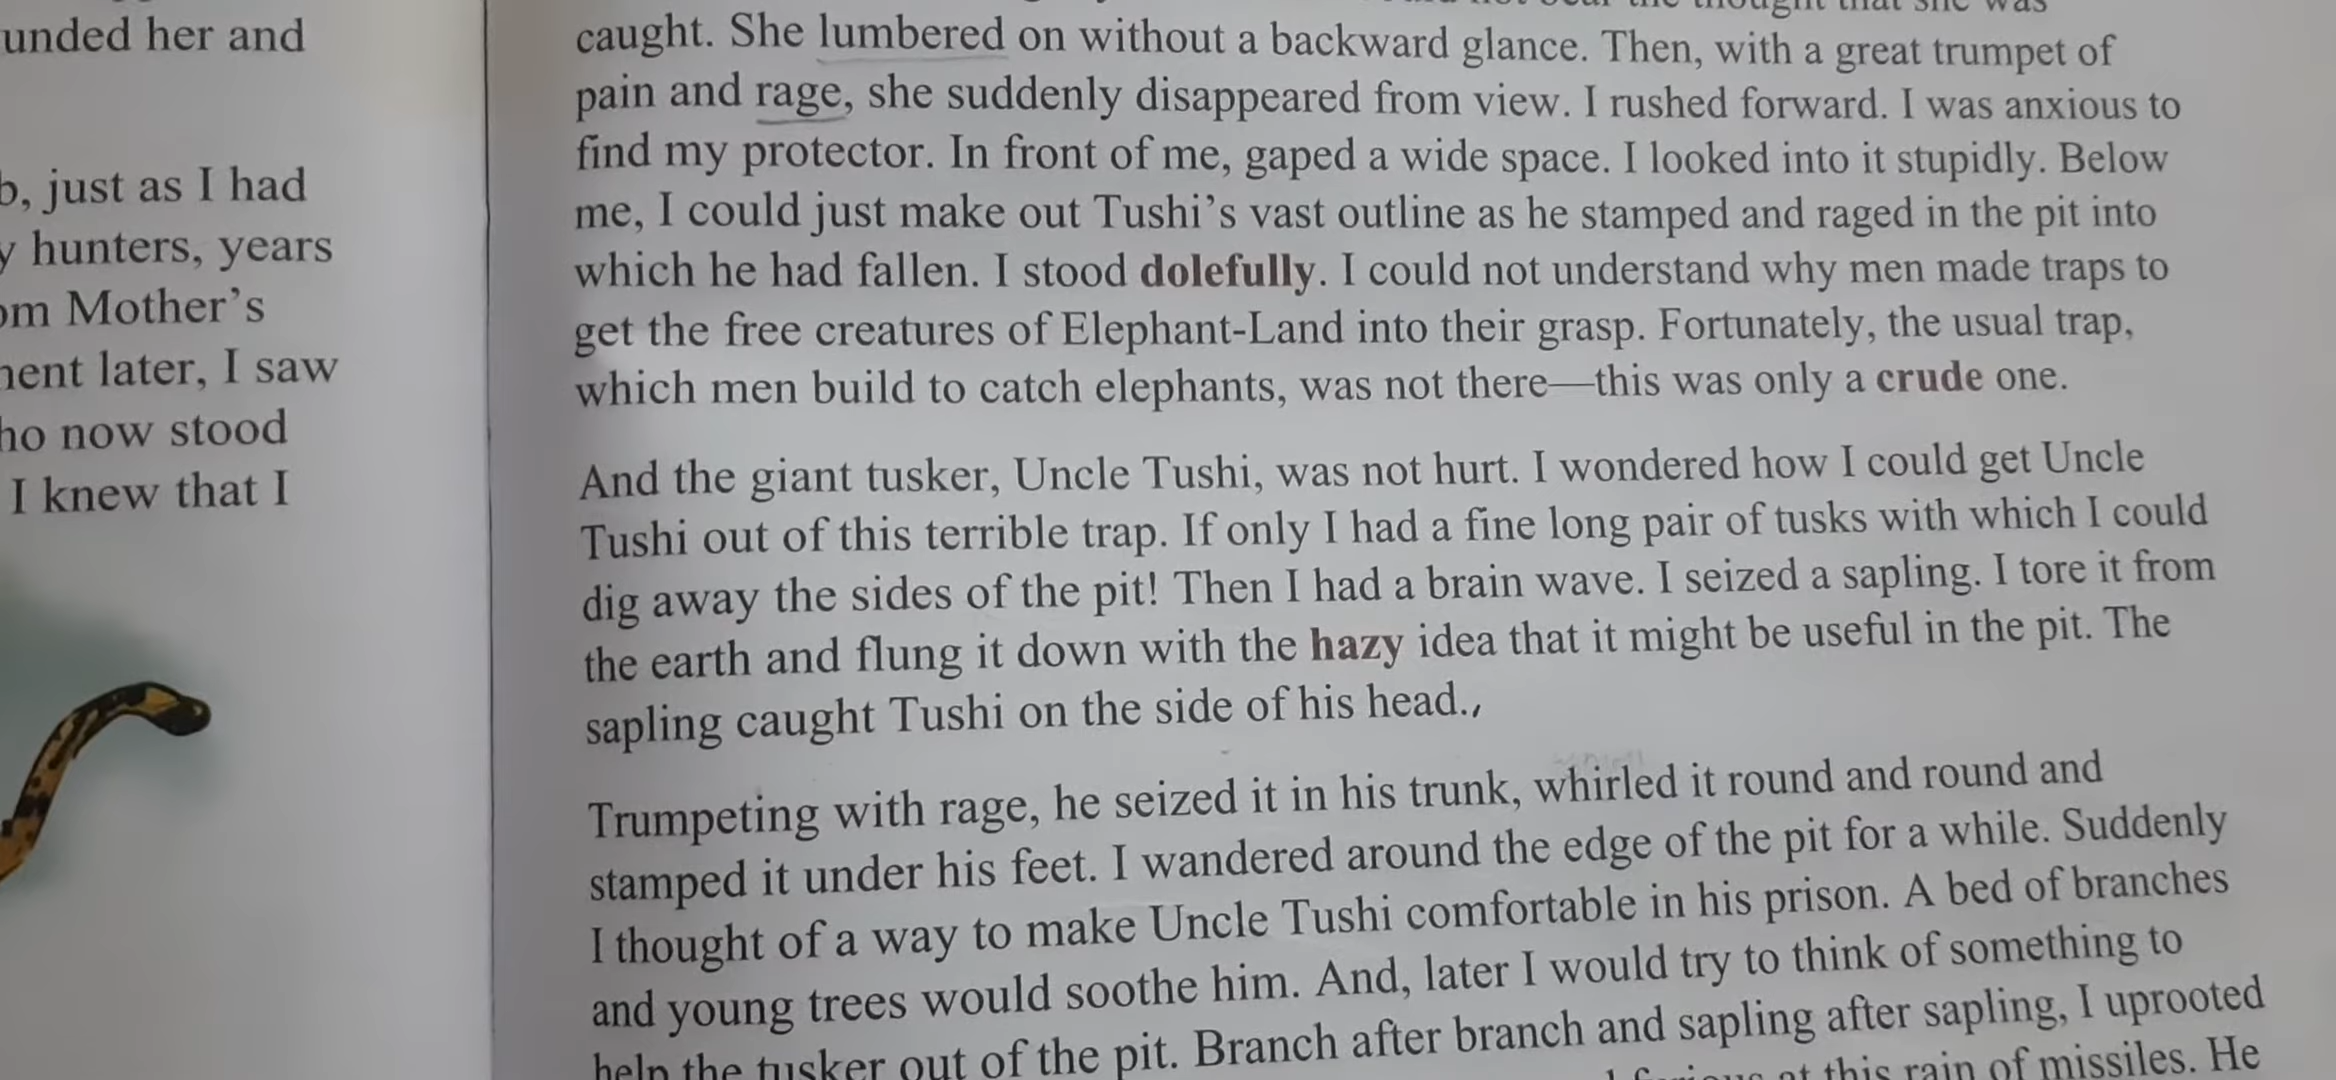 unded her and
just as I had
hunters, years
Mother's
later, I saw
now stood
I knew that I
the thought that she was
caught. She lumbered on without a backward glance. Then, with a great trumpet of
pain and rage, she suddenly disappeared from view. I rushed forward. I was anxious to
find my protector. In front of me, gaped a wide space. I looked into it stupidly. Below
me, I could just make out Tushi's vast outline as he stamped and raged in the pit into
which he had fallen. I stood dolefully. I could not understand why men made traps to
get the free creatures of Elephant-Land into their grasp. Fortunately, the usual trap,
which men build to catch elephants, was not there—this was only a crude one.
And the giant tusker, Uncle Tushi, was not hurt. I wondered how I could get Uncle
Tushi out of this terrible trap. If only I had a fine long pair of tusks with which I could
dig away the sides of the pit! Then I had a brain wave. I seized a sapling. I tore it from
the earth and flung it down with the hazy idea that it might be useful in the pit. The
sapling caught Tushi on the side of his head.,
Trumpeting with rage, he seized it in his trunk, whirled it round and round and
stamped it under his feet. I wandered around the edge of the pit for a while. Suddenly
I thought of a way to make Uncle Tushi comfortable in his prison. A bed of branches
and young trees would soothe him. And, later I would try to think of something to
help the tusker out of the pit. Branch after branch and sapling after sapling, I uprooted
at this rain of missiles. He